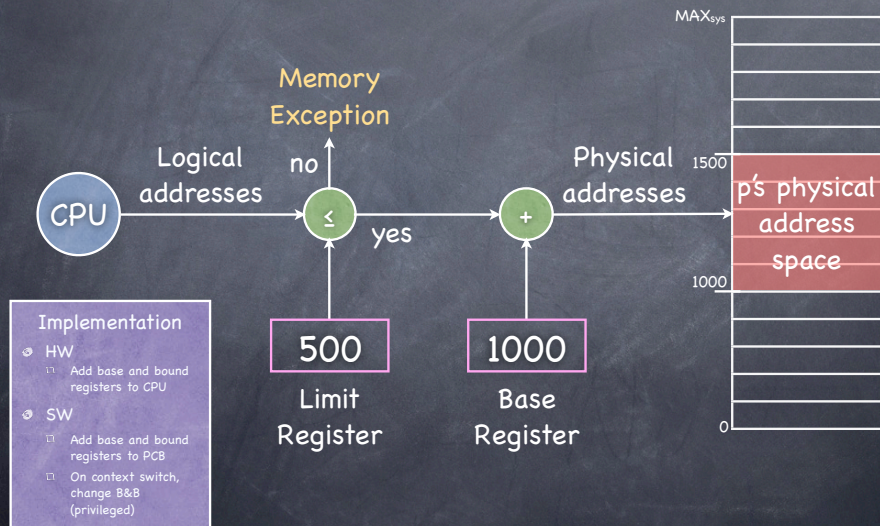 MAXsys
Memory
Exception
Logical
addresses
no
Physical
addresses
1500
p's physical
address
space
CPU
≤
yes
+
1000
Implementation
HW
Add base and bound
registers to CPU
SW
Add base and bound
registers to PCB
On context switch,
change B&B
(privileged)
500
Limit
Register
1000
Base
Register
0